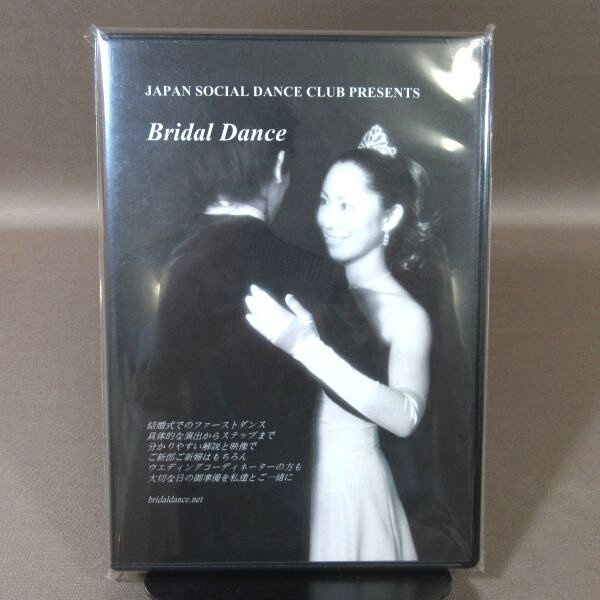 JAPAN SOCIAL DANCE CLUB PRESENTS
Bridal Dance
結婚式でのファーストダンス
具体的な演出からステップまで
分かりやすい解説と映像で
ご新郎ご新婦はもちろん
ウエディングコーディネーターの方も
大切な日の御準備を私達とご一緒に
bridaldance.net